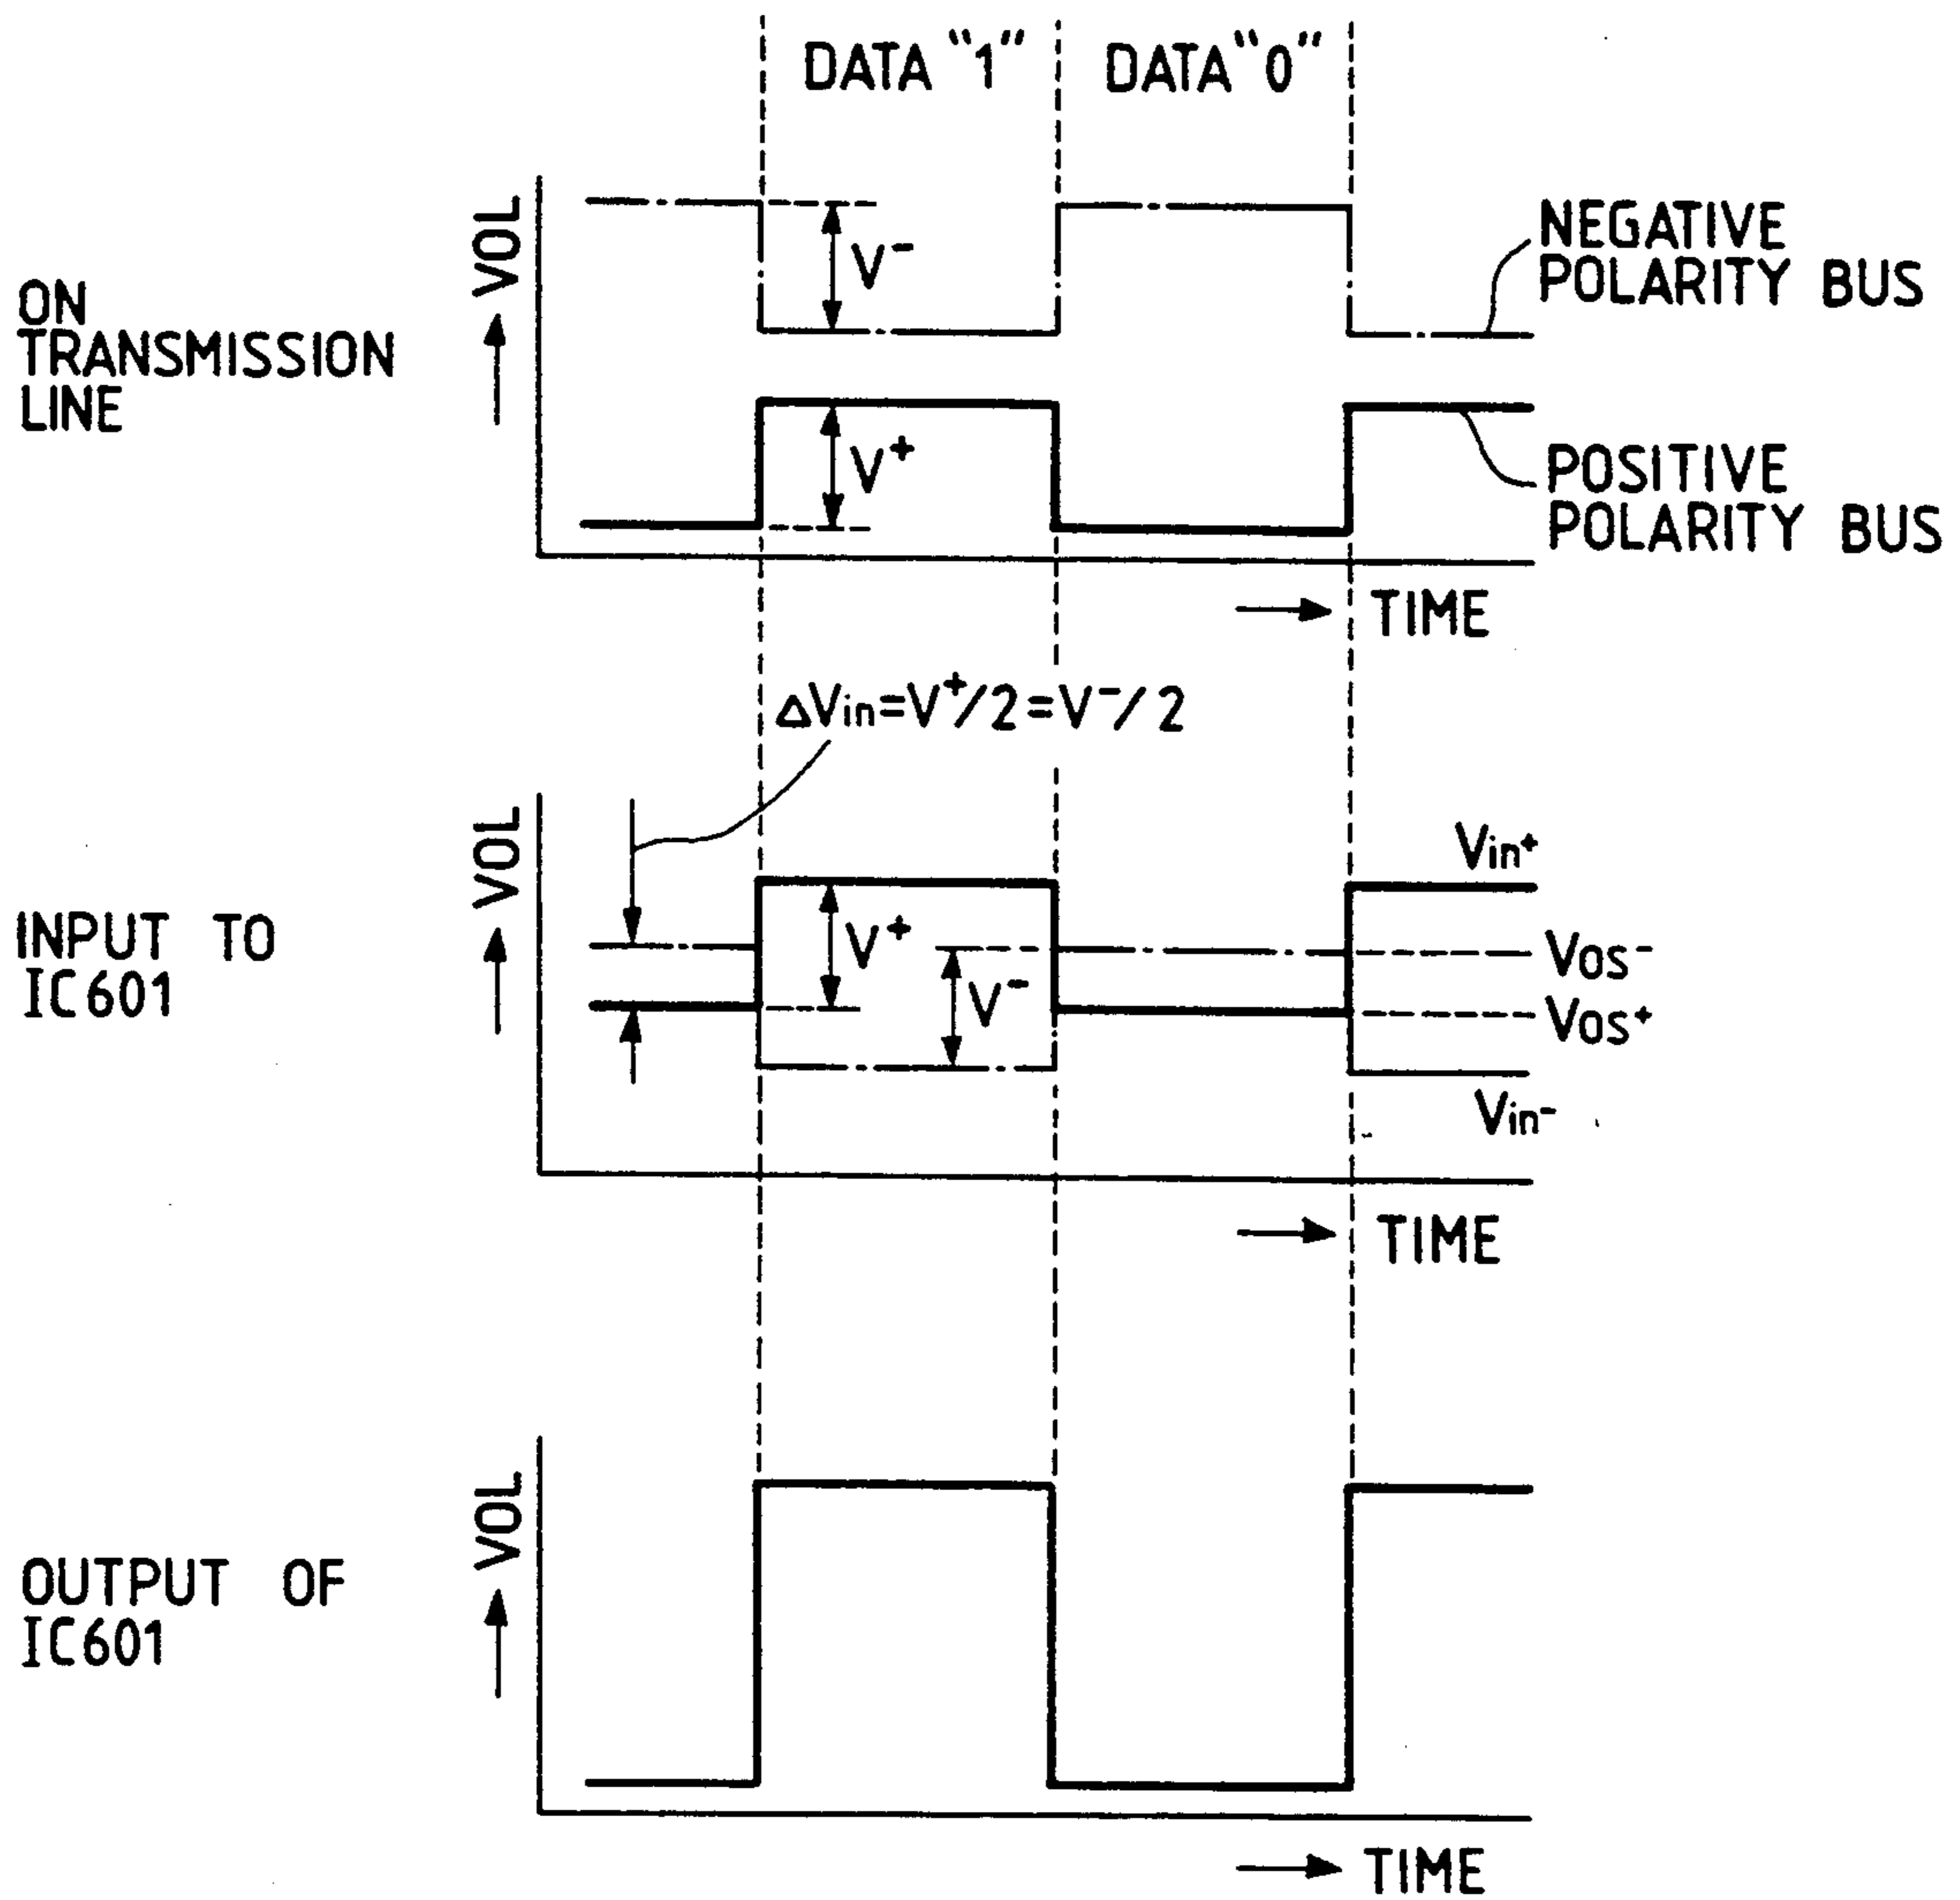 DATA "1" DATA "0"
VOL
ON
TRANSMISSION
LINE
V⁻
NEGATIVE
POLARITY BUS
V⁺
POSITIVE
POLARITY BUS
TIME
ΔVin=V⁺/2=V⁻/2
VOL
INPUT TO
IC601
V⁺
V⁻
Vin⁺
Vos⁻
Vos⁺
Vin⁻
TIME
VOL
OUTPUT OF
IC601
TIME